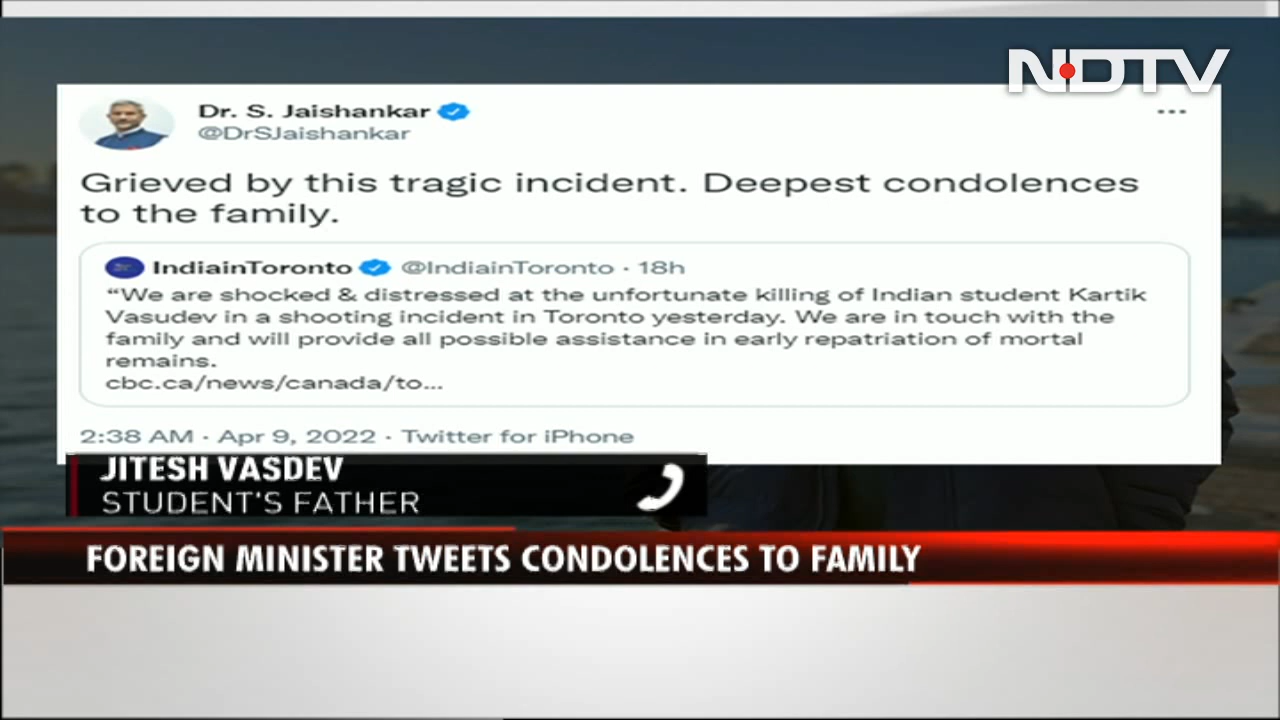 NDTV
Dr. S. Jaishankar
@DrSJaishankar
Grieved by this tragic incident. Deepest condolences
to the family.
IndiainToronto @IndiainToronto · 18h
“We are shocked & distressed at the unfortunate killing of Indian student Kartik
Vasudev in a shooting incident in Toronto yesterday. We are in touch with the
family and will provide all possible assistance in early repatriation of mortal
remains.
cbc.ca/news/canada/to...
2:38 AM · Apr 9, 2022 · Twitter for iPhone
JITESH VASDEV
STUDENT'S FATHER
FOREIGN MINISTER TWEETS CONDOLENCES TO FAMILY